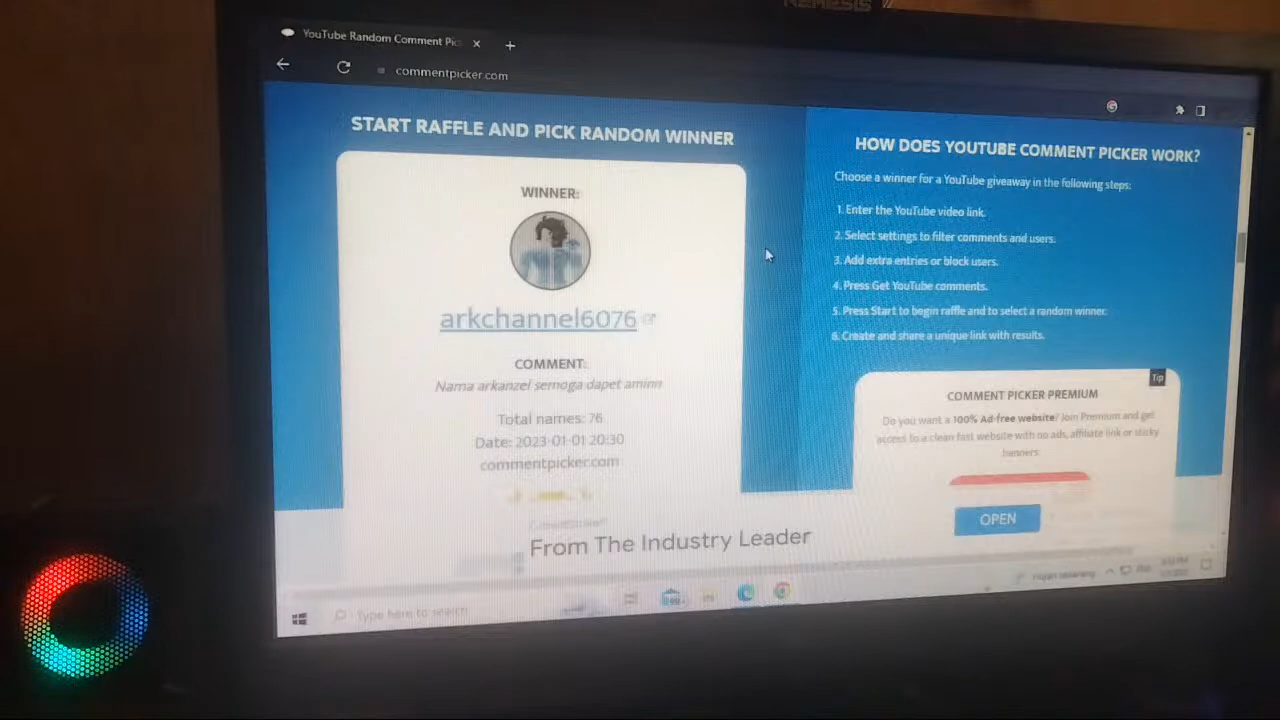 NEMESIS
YouTube Random Comment Pic
commentpicker.com
START RAFFLE AND PICK RANDOM WINNER
WINNER:
arkchannel6076
COMMENT:
Nama arkanzel semoga dapet aminn
Total names: 76
Date: 2023-01-01 20:30
commentpicker.com
HOW DOES YOUTUBE COMMENT PICKER WORK?
Choose a winner for a YouTube giveaway in the following steps:
1. Enter the YouTube video link.
2. Select settings to filter comments and users.
3. Add extra entries or block users.
4. Press Get YouTube comments.
5. Press Start to begin raffle and to select a random winner.
6. Create and share a unique link with results.
Tip
COMMENT PICKER PREMIUM
Do you want a 100% Ad-free website? Join Premium and get
access to a clean fast website with no ads, affiliate link or sticky
banners.
From The Industry Leader
OPEN
Type here to search